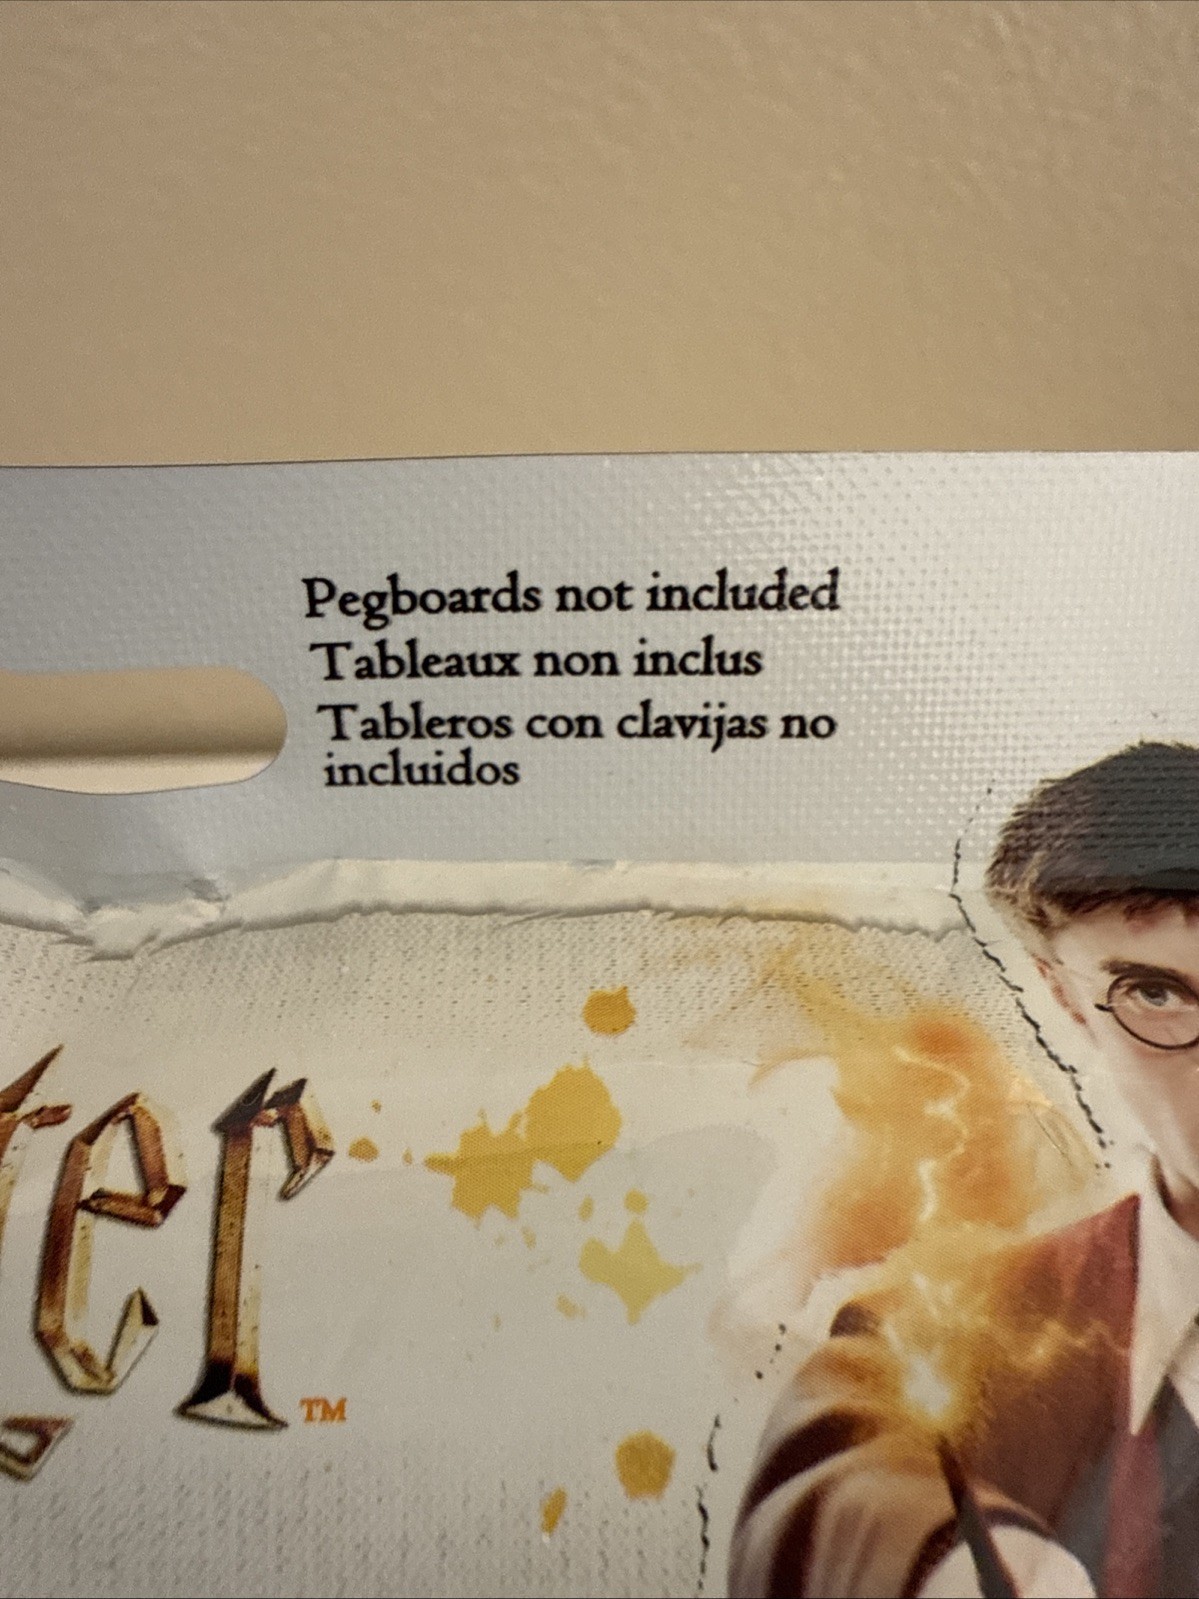 Pegboards not included
Tableaux non inclus
Tableros con clavijas no
incluidos
ter
TM